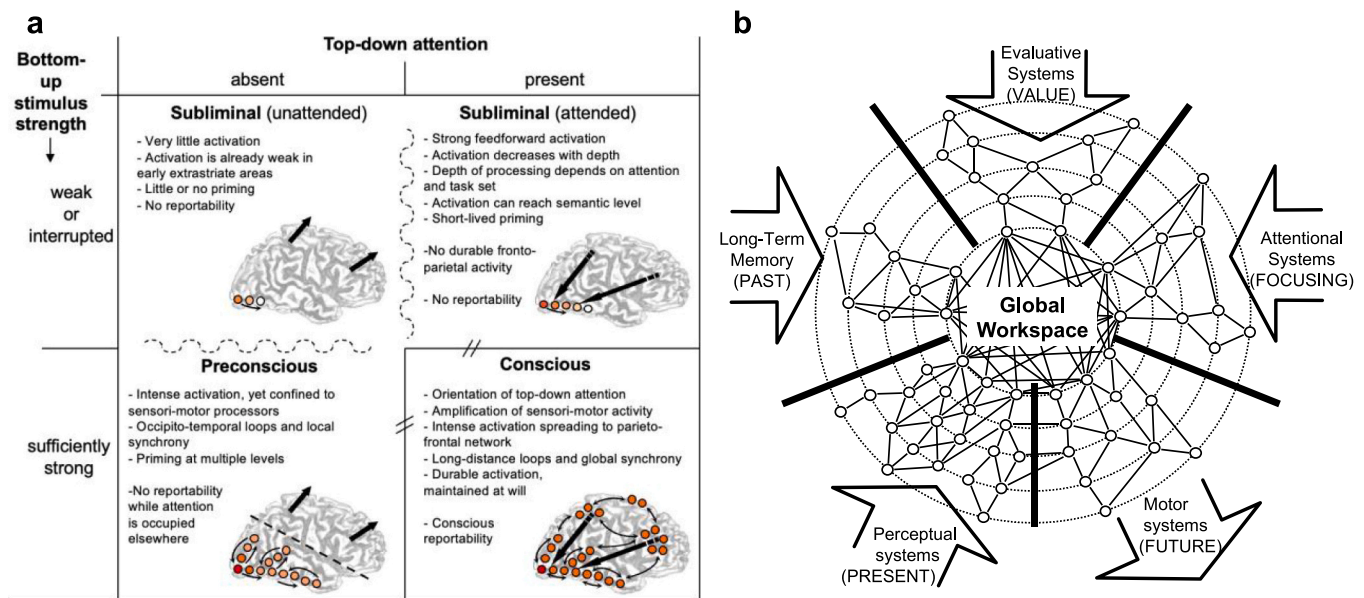 a
Top-down attention
Bottom-
up
stimulus
strength
absent
present
weak
or
interrupted
Subliminal (unattended)
- Very little activation
- Activation is already weak in
early extrastriate areas
- Little or no priming
- No reportability
Subliminal (attended)
- Strong feedforward activation
- Activation decreases with depth
- Depth of processing depends on attention
and task set
- Activation can reach semantic level
- Short-lived priming
-No durable fronto-
parietal activity
- No reportability
sufficiently
strong
Preconscious
- Intense activation, yet confined to
sensori-motor processors
- Occipito-temporal loops and local
synchrony
- Priming at multiple levels
-No reportability
while attention
is occupied
elsewhere
Conscious
- Orientation of top-down attention
- Amplification of sensori-motor activity
- Intense activation spreading to parieto-
frontal network
- Long-distance loops and global synchrony
- Durable activation,
maintained at will
- Conscious
reportability
b
Evaluative
Systems
(VALUE)
Long-Term
Memory
(PAST)
Attentional
Systems
(FOCUSING)
Global
Workspace
Perceptual
systems
(PRESENT)
Motor
systems
(FUTURE)